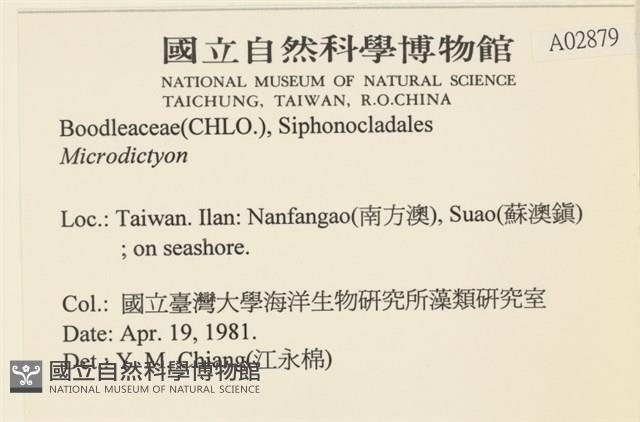 國立自然科學博物館
A02879
NATIONAL MUSEUM OF NATURAL SCIENCE
TAICHUNG, TAIWAN, R.O.CHINA
Boodleaceae(CHLO.), Siphonocladales
Microdictyon
Loc.: Taiwan. Ilan: Nanfangao(南方澳), Suao(蘇澳鎮)
; on seashore.
Col.: 國立臺灣大學海洋生物研究所藻類研究室
Date: Apr. 19, 1981.
Det.: Y. M. Chiang(江永棉)
國立自然科學博物館
NATIONAL MUSEUM OF NATURAL SCIENCE